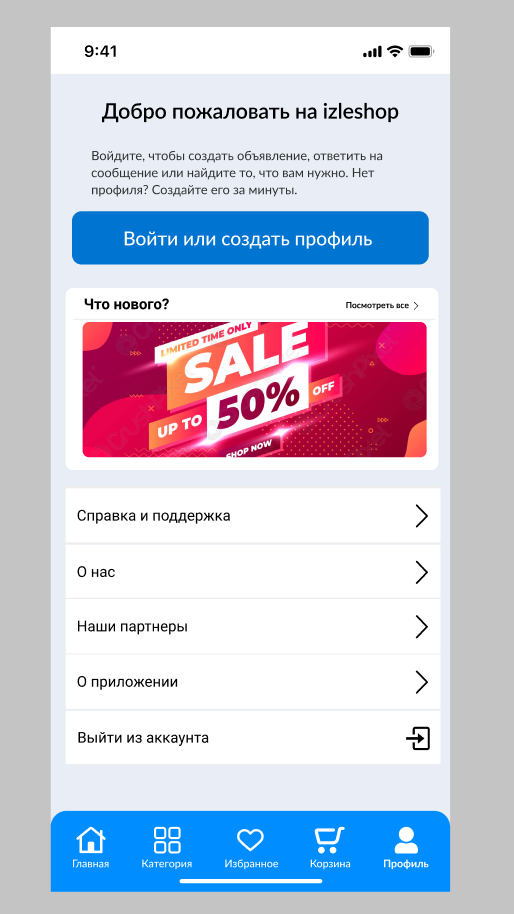 9:41
Добро пожаловать на izleshop
Войдите, чтобы создать объявление, ответить на
сообщение или найдите то, что вам нужно. Нет
профиля? Создайте его за минуты.
Войти или создать профиль
Что нового?
Посмотреть все
LIMITED TIME ONLY
SALE
UP TO 50% OFF
SHOP NOW
Справка и поддержка
О нас
Наши партнеры
О приложении
Выйти из аккаунта
Главная
Категория
Избранное
Корзина
Профиль